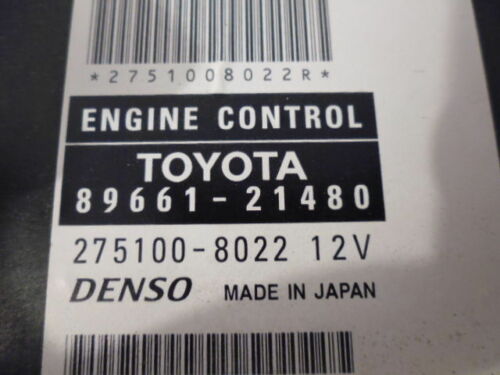 *2751008022R*
ENGINE CONTROL
TOYOTA
89661-21480
275100-8022 12V
DENSO MADE IN JAPAN